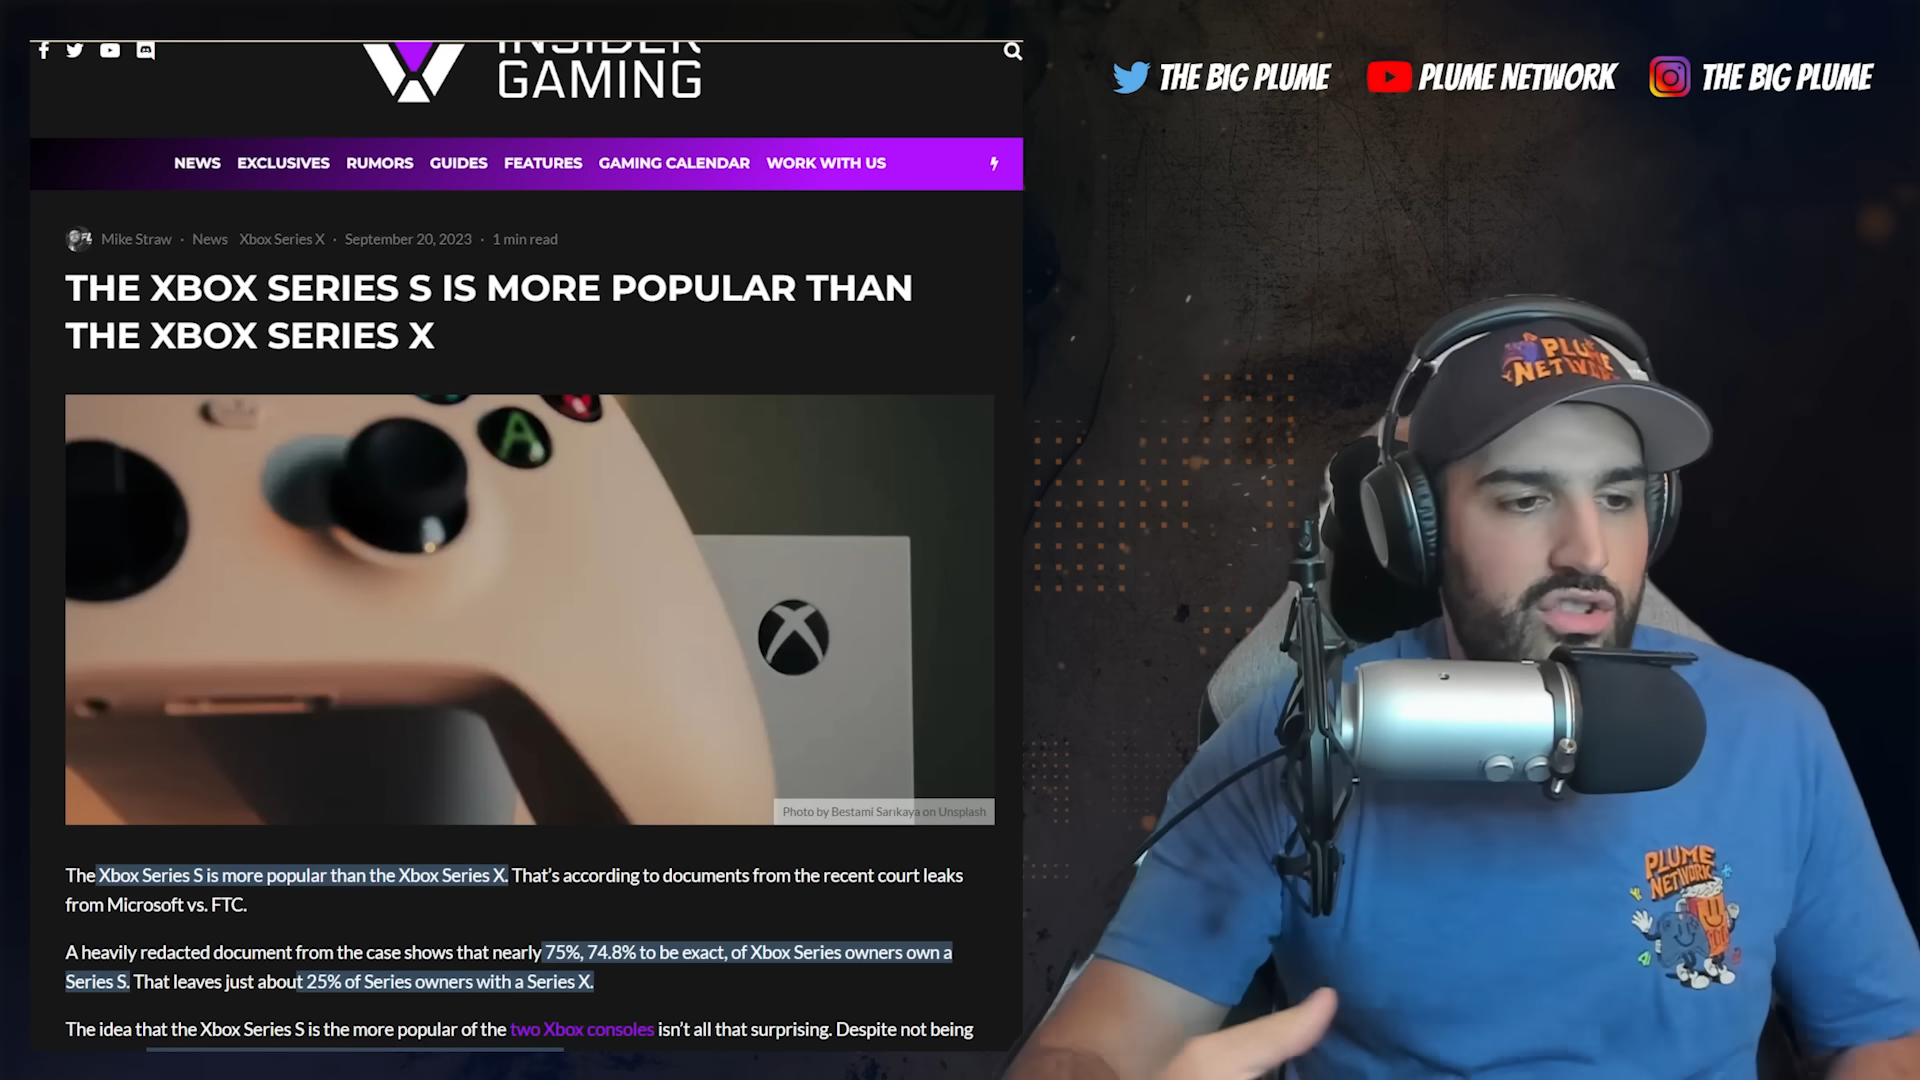 INSIDER
GAMING
THE BIG PLUME
PLUME NETWORK
THE BIG PLUME
NEWS EXCLUSIVES RUMORS GUIDES FEATURES GAMING CALENDAR WORK WITH US
Mike Straw · News Xbox Series X · September 20, 2023 · 1 min read
THE XBOX SERIES S IS MORE POPULAR THAN
THE XBOX SERIES X
A
Photo by Bestami Sarıkaya on Unsplash
The Xbox Series S is more popular than the Xbox Series X. That's according to documents from the recent court leaks
from Microsoft vs. FTC.
A heavily redacted document from the case shows that nearly 75%, 74.8% to be exact, of Xbox Series owners own a
Series S. That leaves just about 25% of Series owners with a Series X.
The idea that the Xbox Series S is the more popular of the two Xbox consoles isn't all that surprising. Despite not being
PLUME
NETWORK
PLUME
NETWORK